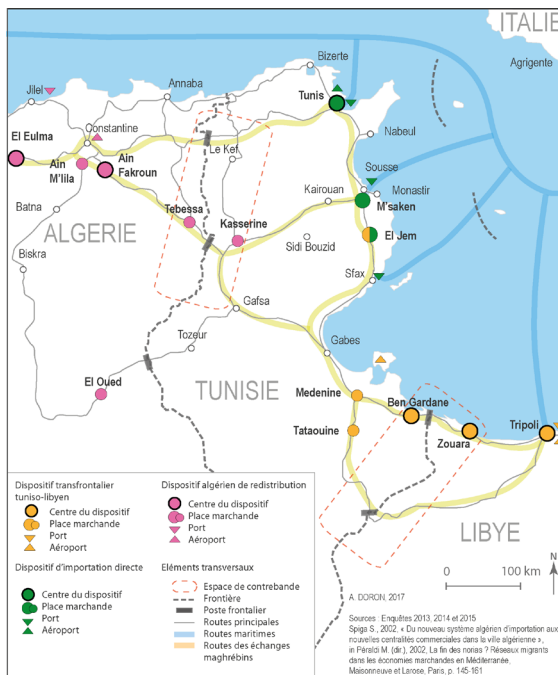 ITALIE
Agrigente
Bizerte
Tunis
Annaba
Jilel
Constantine
El Eulma
Le Kef
Nabeul
Ain M'lila
Ain Fakroun
Sousse
Kairouan
Monastir
M'saken
Batna
Tebessa
Kasserine
El Jem
ALGERIE
Sidi Bouzid
Biskra
Sfax
Gafsa
Tozeur
Gabes
El Oued
TUNISIE
Medenine
Ben Gardane
Tripoli
Tataouine
Zouara
LIBYE
N
0 100 km
Dispositif transfrontalier
tuniso-libyen
Centre du dispositif
Place marchande
Port
Aéroport
Dispositif d'importation directe
Centre du dispositif
Place marchande
Port
Aéroport
Dispositif algérien de redistribution
Centre du dispositif
Place marchande
Port
Aéroport
Eléments transversaux
Espace de contrebande
Frontière
Poste frontalier
Routes principales
Routes maritimes
Routes des échanges
maghrébins
A. DORON, 2017
Sources : Enquêtes 2013, 2014 et 2015
Spiga S., 2002, « Du nouveau système algérien d'importation aux
nouvelles centralités commerciales dans la ville algérienne »,
in Péraldi M. (dir.), 2002, La fin des norias ? Réseaux migrants
dans les économies marchandes en Méditerranée,
Maisonneuve et Larose, Paris, p. 145-161